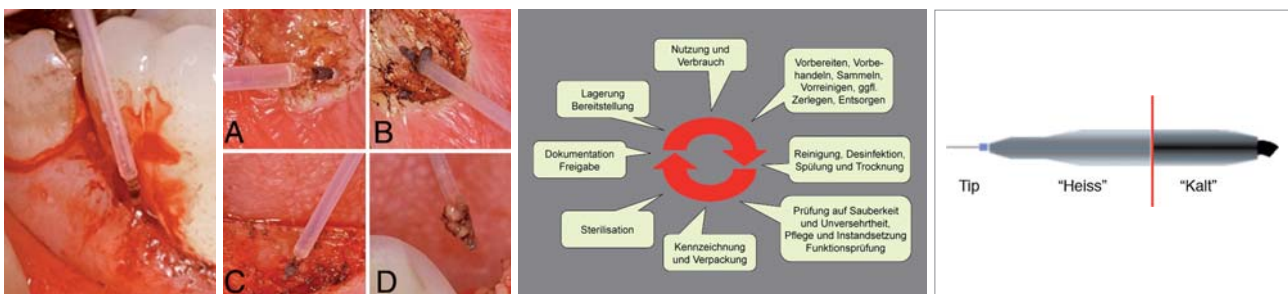 A
B
C
D
Nutzung und
Verbrauch
Vorbereiten, Vorbe-
handeln, Sammeln,
Vorreinigen, ggfl.
Zerlegen, Entsorgen
Reinigung, Desinfektion,
Spülung und Trocknung
Prüfung auf Sauberkeit
und Unversehrtheit,
Pflege und Instandsetzung
Funktionsprüfung
Kennzeichnung
und Verpackung
Sterilisation
Dokumentation
Freigabe
Lagerung
Bereitstellung
Tip
“Heiss”
“Kalt”